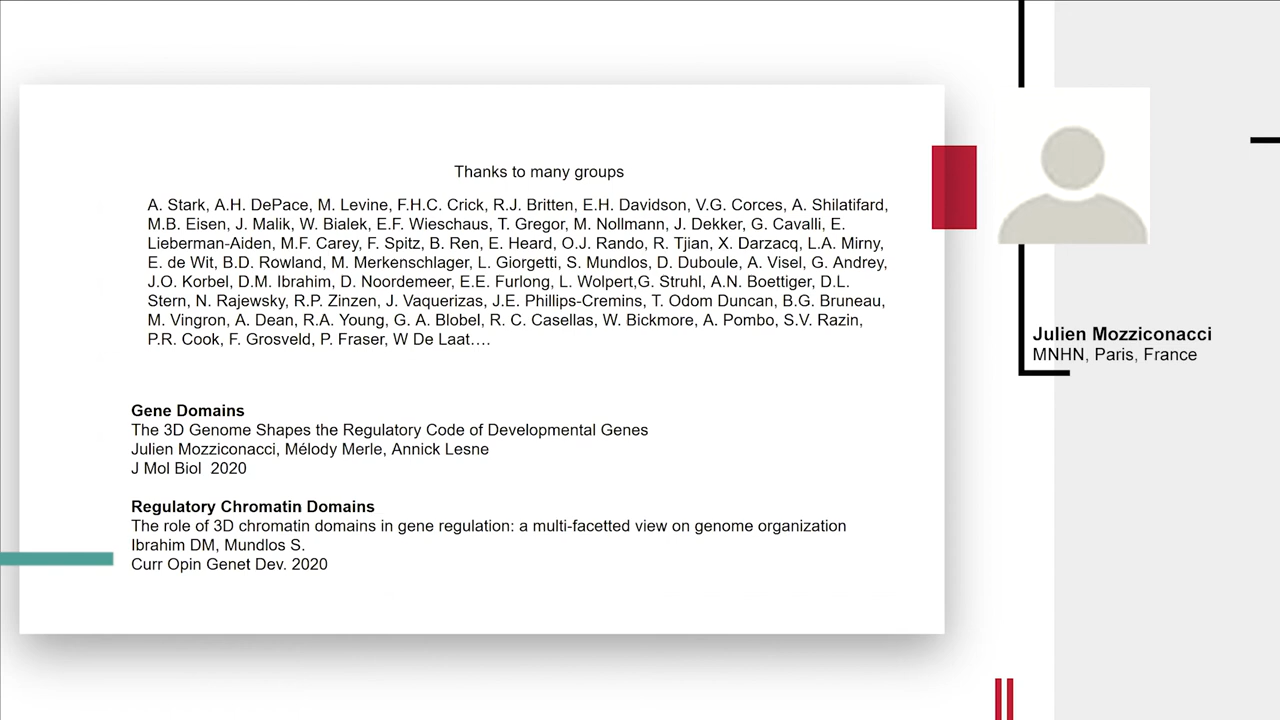 Thanks to many groups
A. Stark, A.H. DePace, M. Levine, F.H.C. Crick, R.J. Britten, E.H. Davidson, V.G. Corces, A. Shilatifard,
M.B. Eisen, J. Malik, W. Bialek, E.F. Wieschaus, T. Gregor, M. Nollmann, J. Dekker, G. Cavalli, E.
Lieberman-Aiden, M.F. Carey, F. Spitz, B. Ren, E. Heard, O.J. Rando, R. Tjian, X. Darzacq, L.A. Mirny,
E. de Wit, B.D. Rowland, M. Merkenschlager, L. Giorgetti, S. Mundlos, D. Duboule, A. Visel, G. Andrey,
J.O. Korbel, D.M. Ibrahim, D. Noordemeer, E.E. Furlong, L. Wolpert,G. Struhl, A.N. Boettiger, D.L.
Stern, N. Rajewsky, R.P. Zinzen, J. Vaquerizas, J.E. Phillips-Cremins, T. Odom Duncan, B.G. Bruneau,
M. Vingron, A. Dean, R.A. Young, G. A. Blobel, R. C. Casellas, W. Bickmore, A. Pombo, S.V. Razin,
P.R. Cook, F. Grosveld, P. Fraser, W De Laat….
Gene Domains
The 3D Genome Shapes the Regulatory Code of Developmental Genes
Julien Mozziconacci, Mélody Merle, Annick Lesne
J Mol Biol  2020
Regulatory Chromatin Domains
The role of 3D chromatin domains in gene regulation: a multi-facetted view on genome organization
Ibrahim DM, Mundlos S.
Curr Opin Genet Dev. 2020
Julien Mozziconacci
MNHN, Paris, France